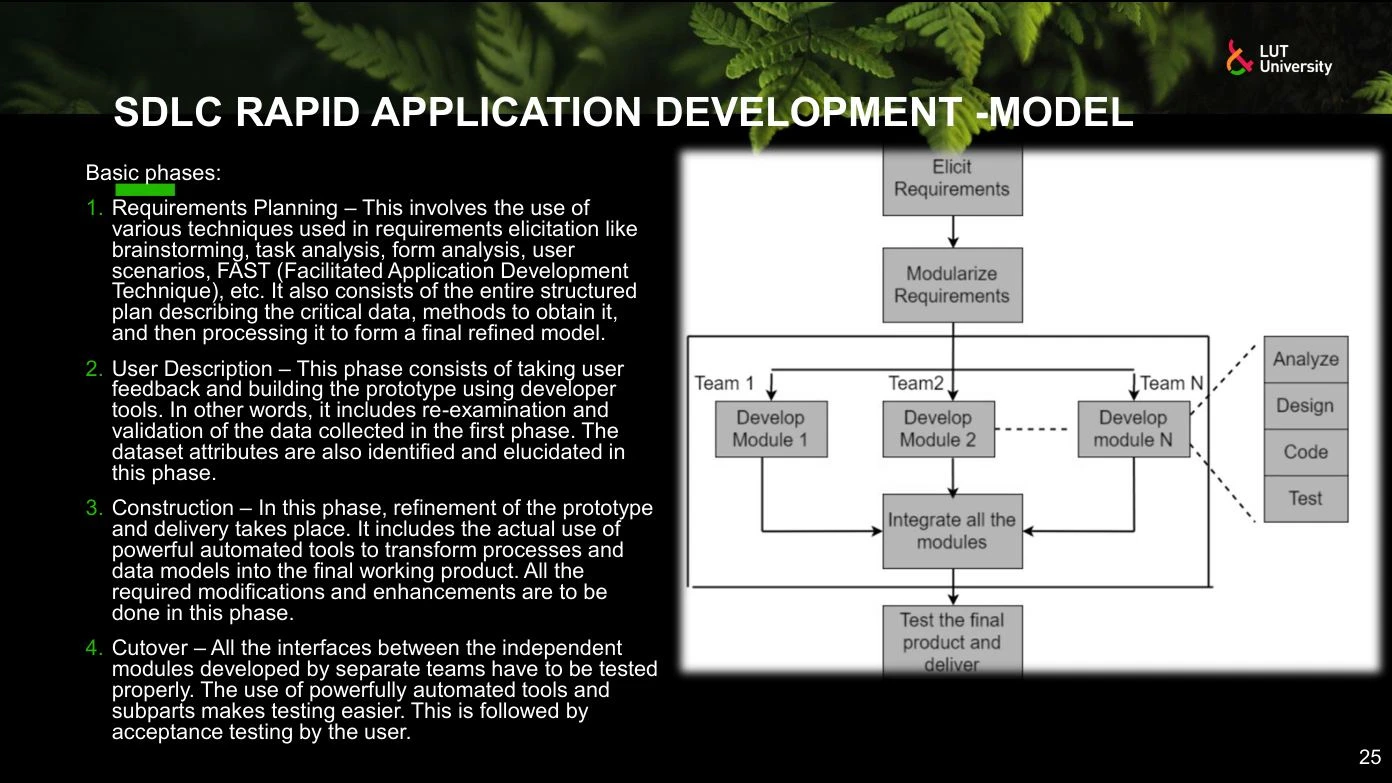 LUT
University
SDLC RAPID APPLICATION DEVELOPMENT -MODEL
Basic phases:
1. Requirements Planning – This involves the use of
various techniques used in requirements elicitation like
brainstorming, task analysis, form analysis, user
scenarios, FAST (Facilitated Application Development
Technique), etc. It also consists of the entire structured
plan describing the critical data, methods to obtain it,
and then processing it to form a final refined model.
2. User Description – This phase consists of taking user
feedback and building the prototype using developer
tools. In other words, it includes re-examination and
validation of the data collected in the first phase. The
dataset attributes are also identified and elucidated in
this phase.
3. Construction – In this phase, refinement of the prototype
and delivery takes place. It includes the actual use of
powerful automated tools to transform processes and
data models into the final working product. All the
required modifications and enhancements are to be
done in this phase.
4. Cutover – All the interfaces between the independent
modules developed by separate teams have to be tested
properly. The use of powerfully automated tools and
subparts makes testing easier. This is followed by
acceptance testing by the user.
Elicit
Requirements
Modularize
Requirements
Team 1
Team2
Team N
Develop
Module 1
Develop
Module 2
Develop
module N
Analyze
Design
Code
Test
Integrate all the
modules
Test the final
product and
deliver
25